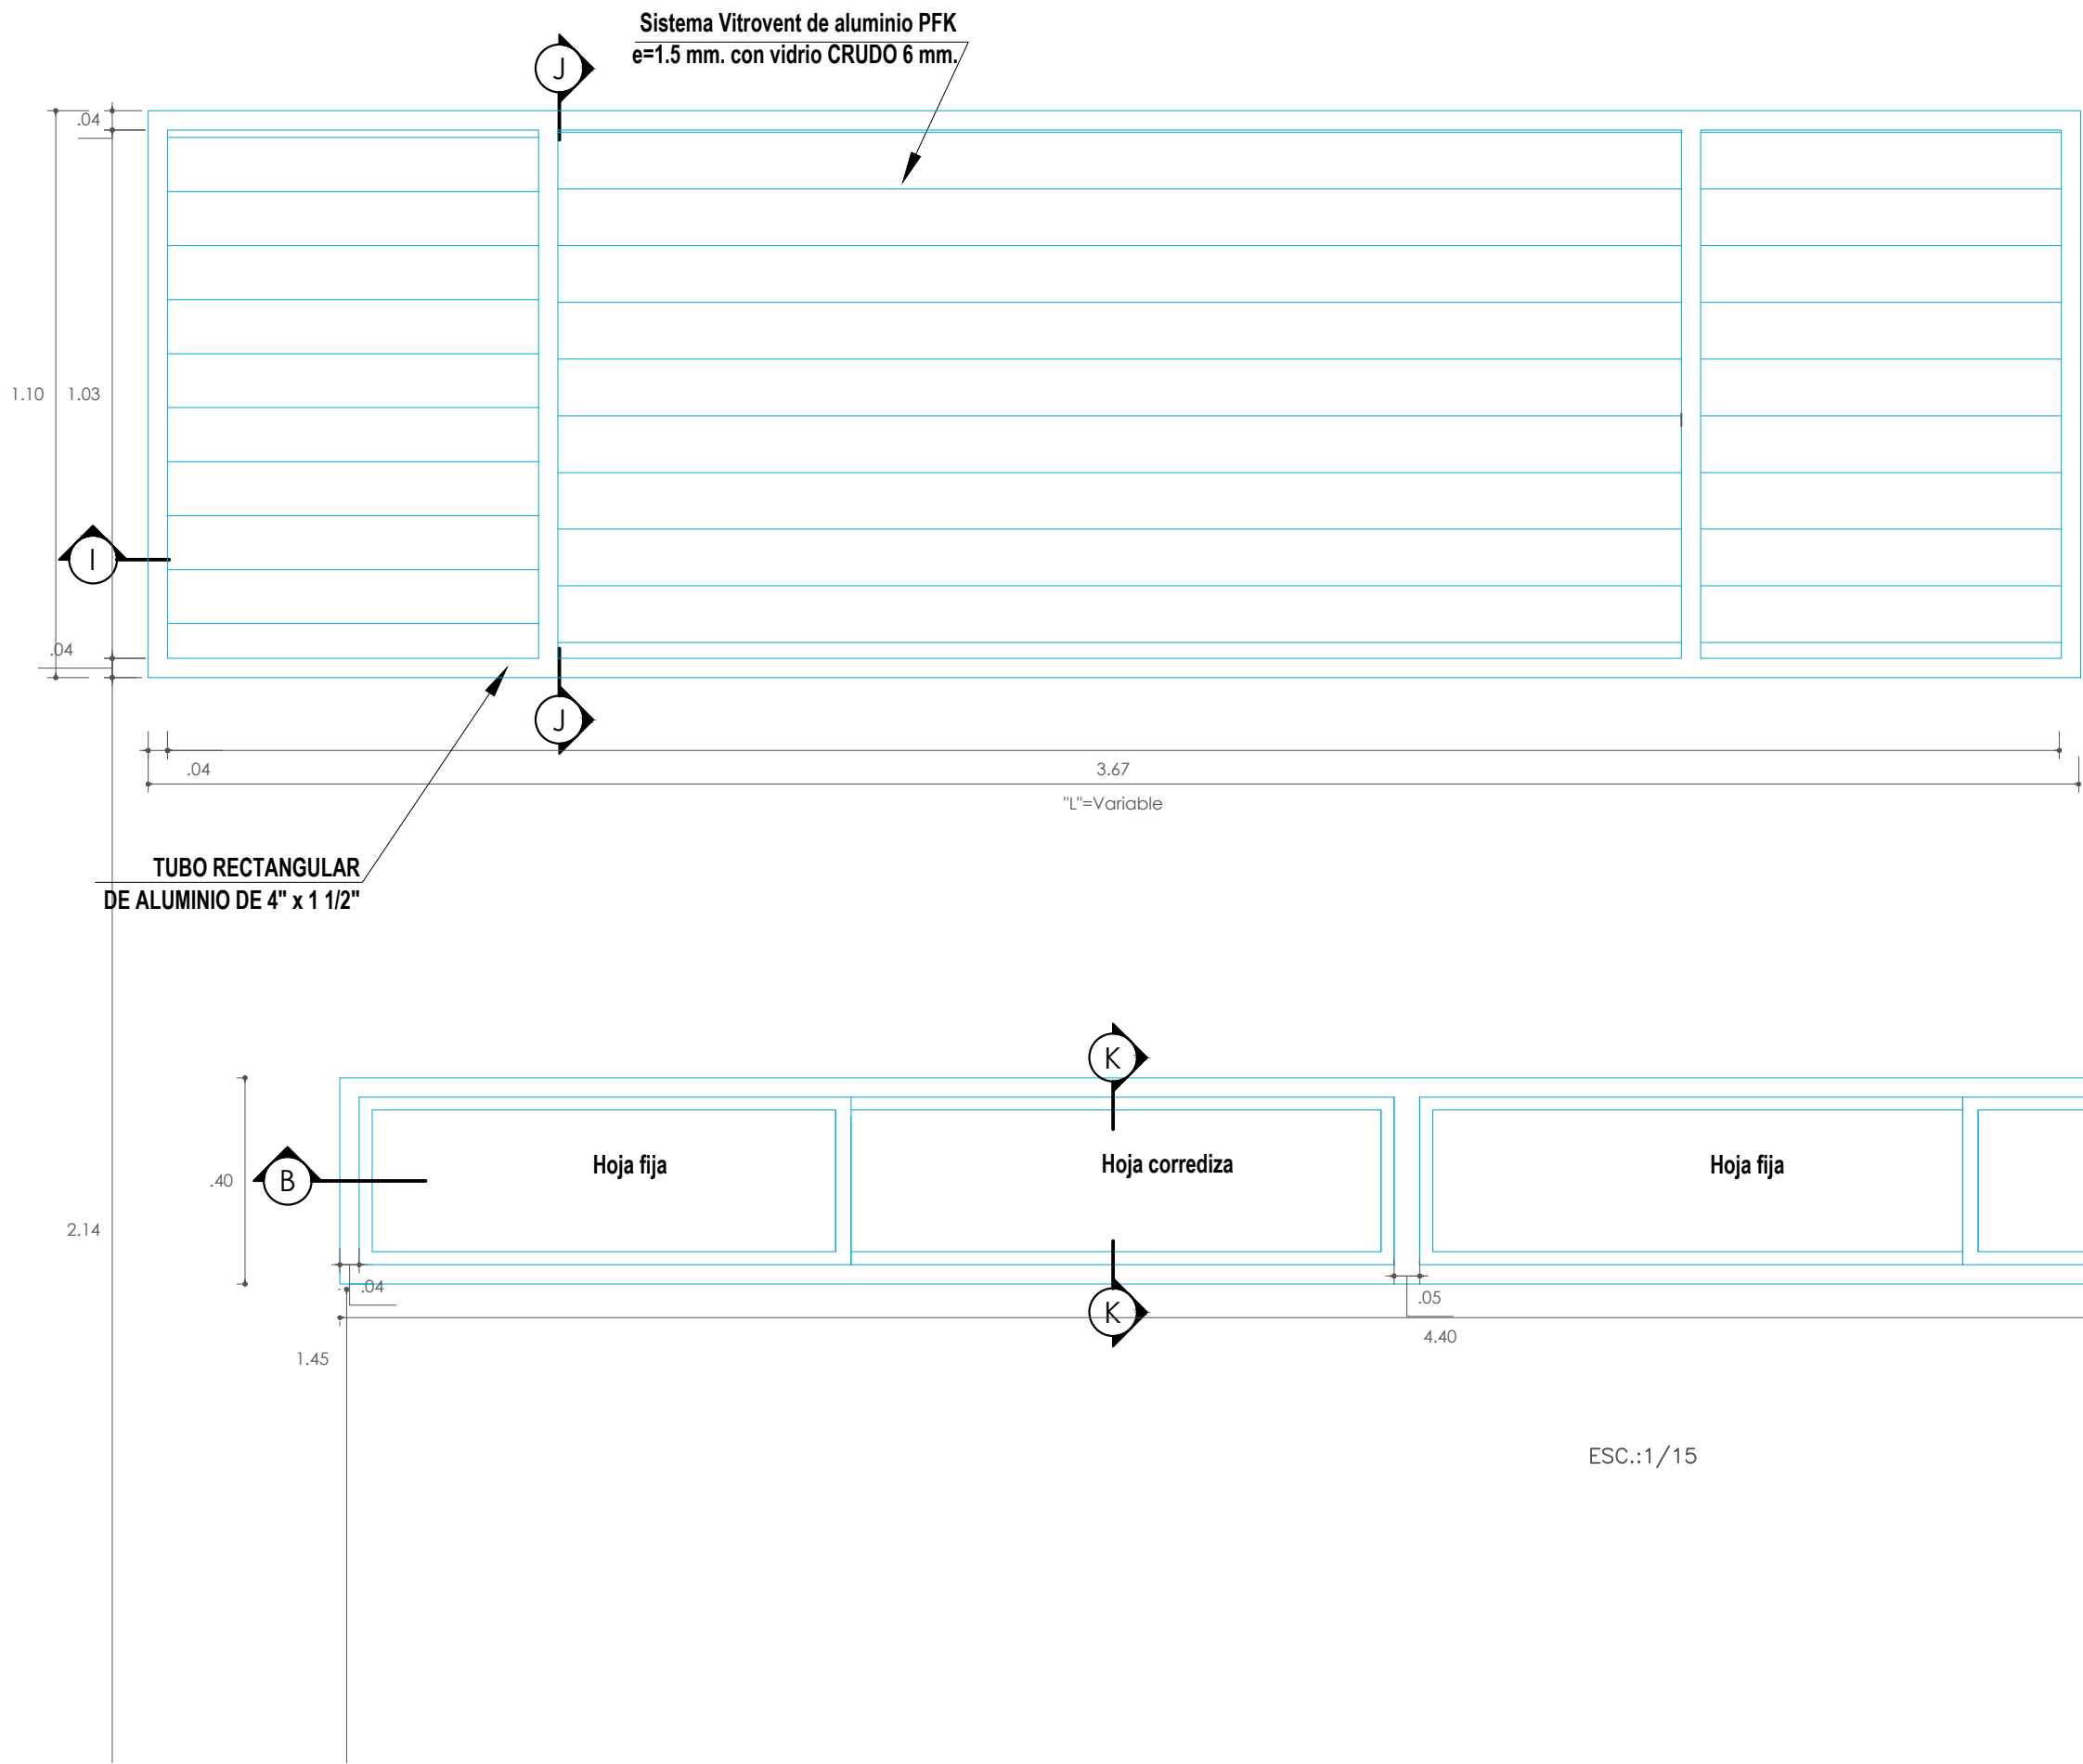 Sistema Vitrovent de aluminio PFK
e=1.5 mm. con vidrio CRUDO 6 mm.
J
.04
1.10
1.03
I
.04
J
.04
3.67
"L"=Variable
TUBO RECTANGULAR
DE ALUMINIO DE 4" x 1 1/2"
K
Hoja fija
Hoja corrediza
Hoja fija
.40
B
2.14
.04
.05
K
4.40
1.45
ESC.:1/15